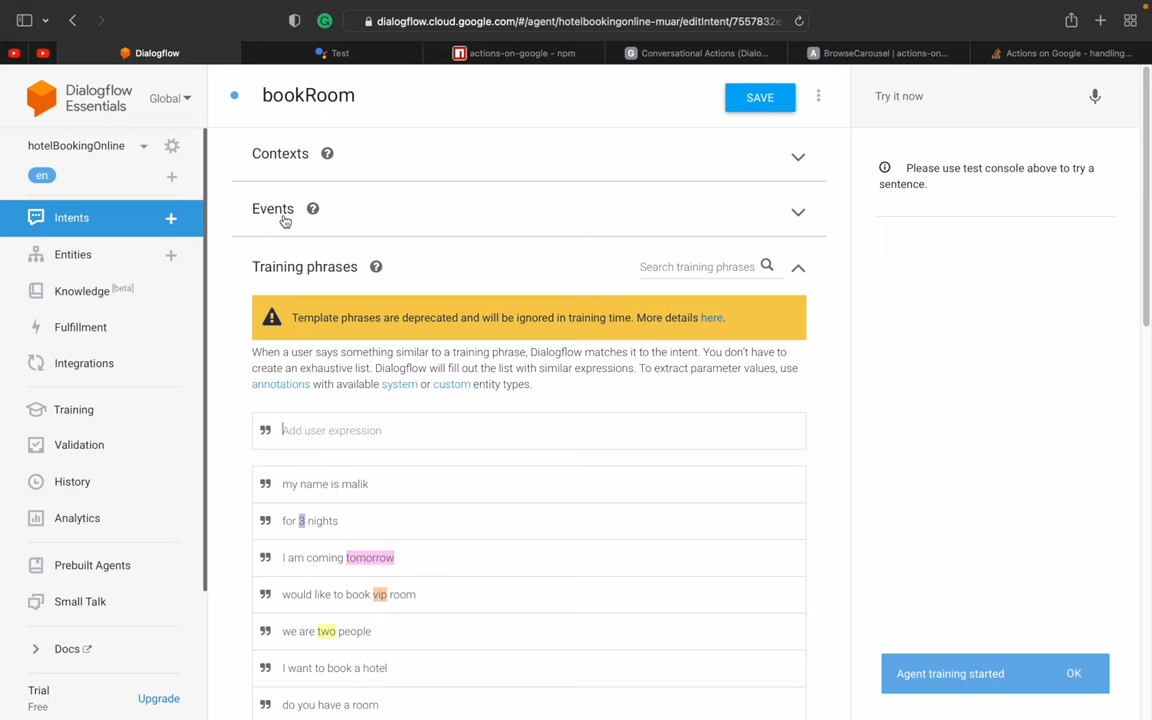 dialogflow.cloud.google.com/#/agent/hotelbookingonline-muar/editIntent/7557832e
Dialogflow
Test
actions-on-google - npm
Conversational Actions (Dialo...
BrowseCarousel | actions-on...
Actions on Google - handling...
Dialogflow
Essentials
Global
bookRoom
SAVE
Try it now
hotelBookingOnline
en
Intents
Entities
Knowledge [beta]
Fulfillment
Integrations
Training
Validation
History
Analytics
Prebuilt Agents
Small Talk
Docs
Trial
Free
Upgrade
Contexts
Events
Training phrases
Search training phrases
Template phrases are deprecated and will be ignored in training time. More details here.
When a user says something similar to a training phrase, Dialogflow matches it to the intent. You don't have to
create an exhaustive list. Dialogflow will fill out the list with similar expressions. To extract parameter values, use
annotations with available system or custom entity types.
Add user expression
my name is malik
for 3 nights
I am coming tomorrow
would like to book vip room
we are two people
I want to book a hotel
do you have a room
Please use test console above to try a
sentence.
Agent training started
OK